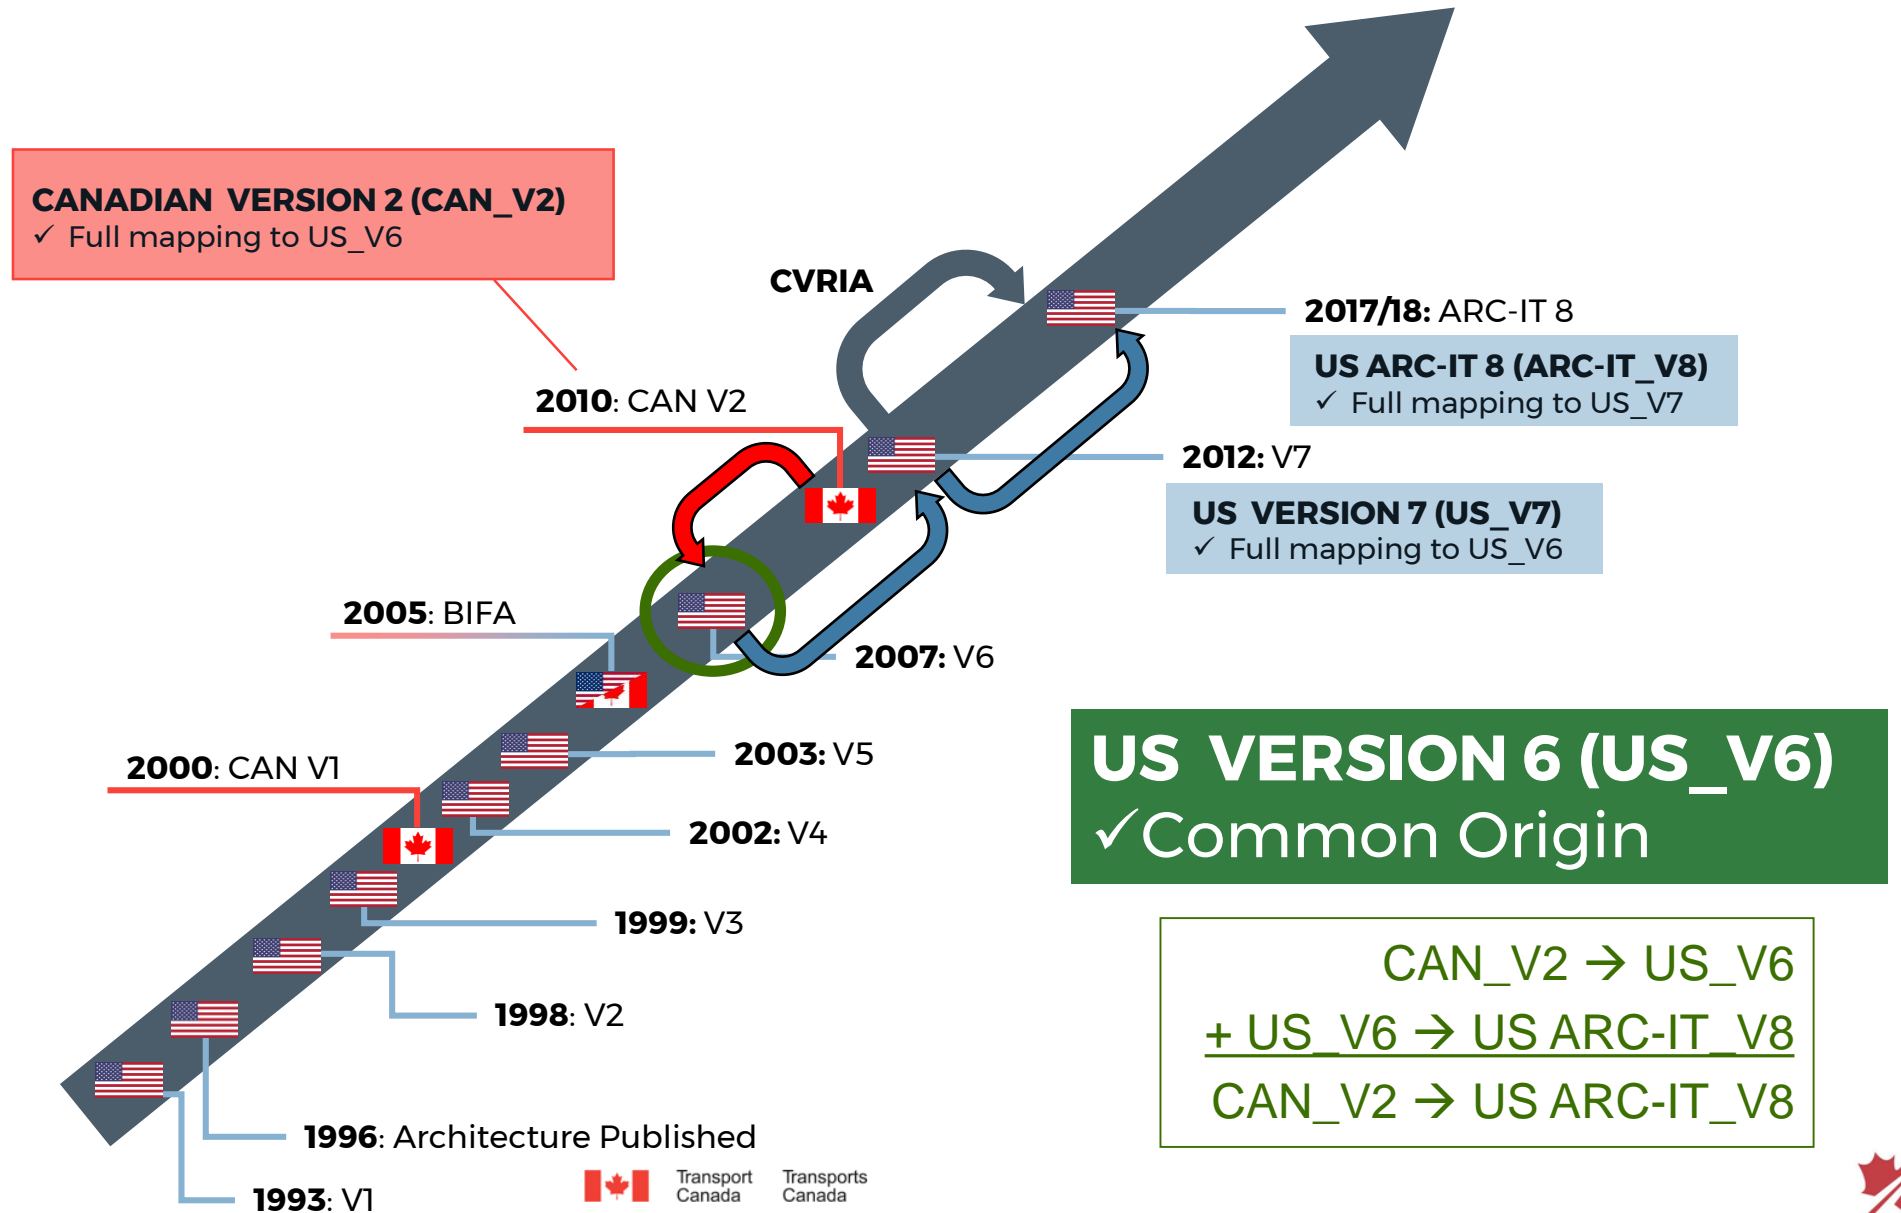 CANADIAN VERSION 2 (CAN_V2)
✓ Full mapping to US_V6
CVRIA
2017/18: ARC-IT 8
US ARC-IT 8 (ARC-IT_V8)
✓ Full mapping to US_V7
2010: CAN V2
2012: V7
US VERSION 7 (US_V7)
✓ Full mapping to US_V6
2005: BIFA
2007: V6
2003: V5
2000: CAN V1
2002: V4
US VERSION 6 (US_V6)
✓Common Origin
1999: V3
1998: V2
CAN_V2 → US_V6
+ US_V6 → US ARC-IT_V8
CAN_V2 → US ARC-IT_V8
1996: Architecture Published
1993: V1
Transport Canada
Transports Canada